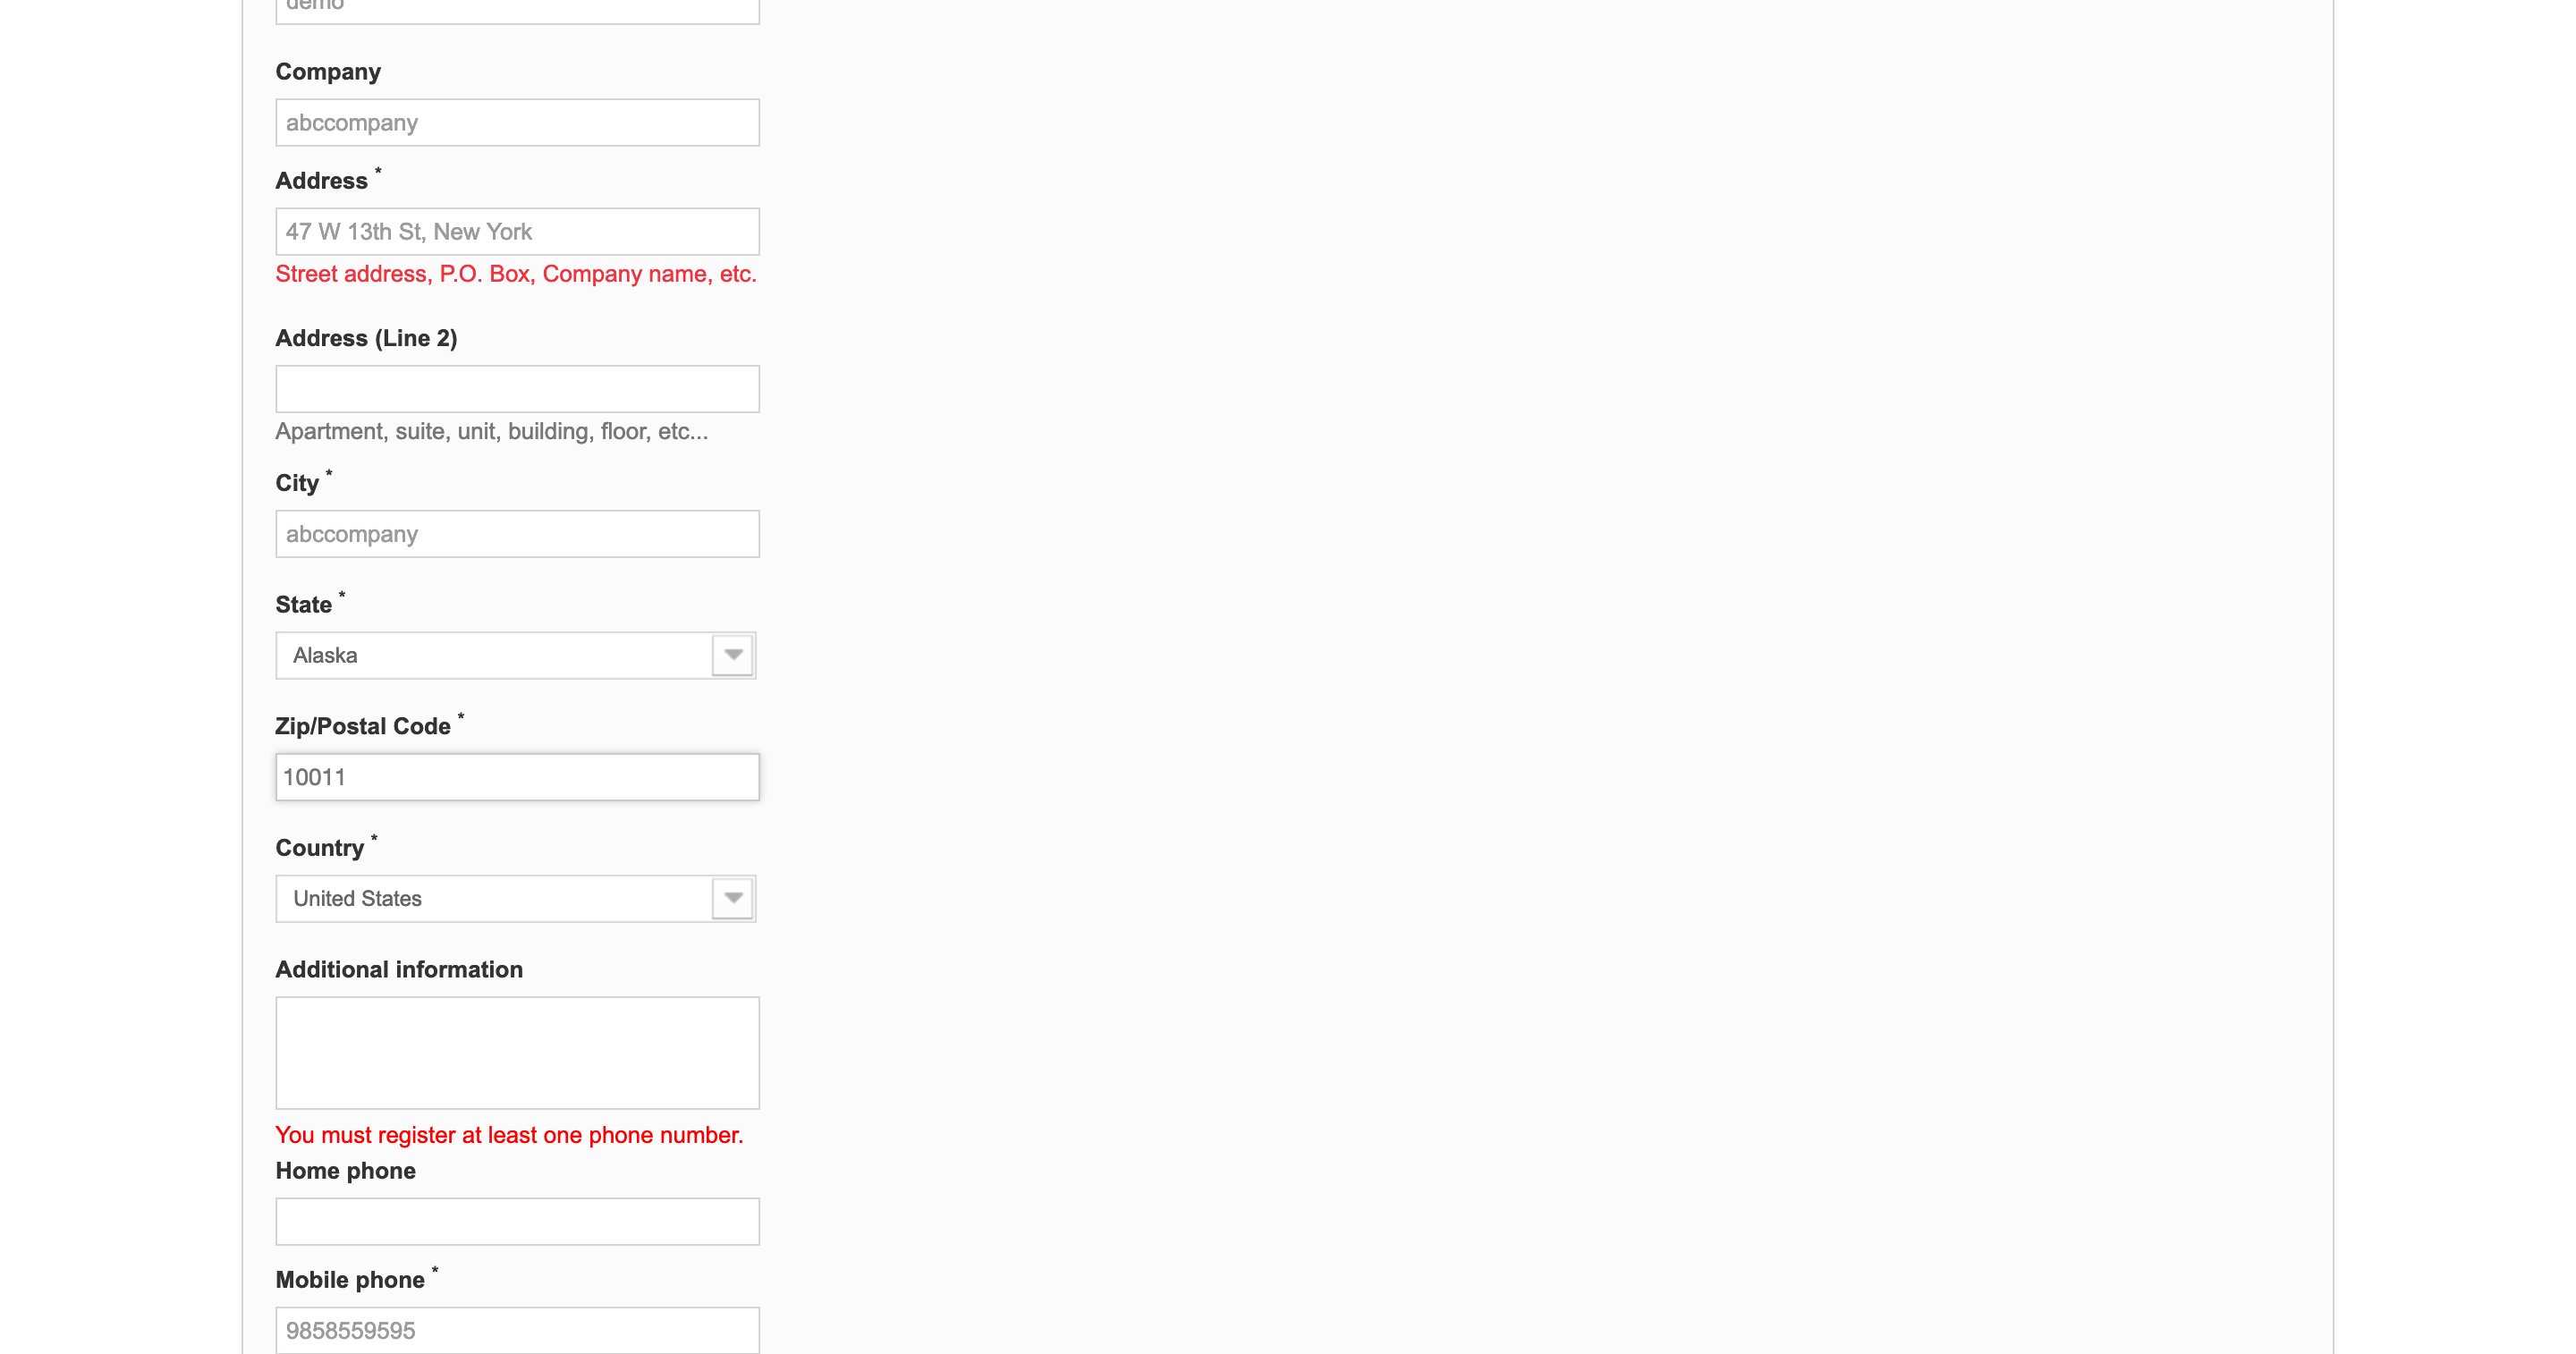 demo
Company
abccompany
Address *
47 W 13th St, New York
Street address, P.O. Box, Company name, etc.
Address (Line 2)
Apartment, suite, unit, building, floor, etc...
City *
abccompany
State *
Alaska
Zip/Postal Code *
10011
Country *
United States
Additional information
You must register at least one phone number.
Home phone
Mobile phone *
9858559595